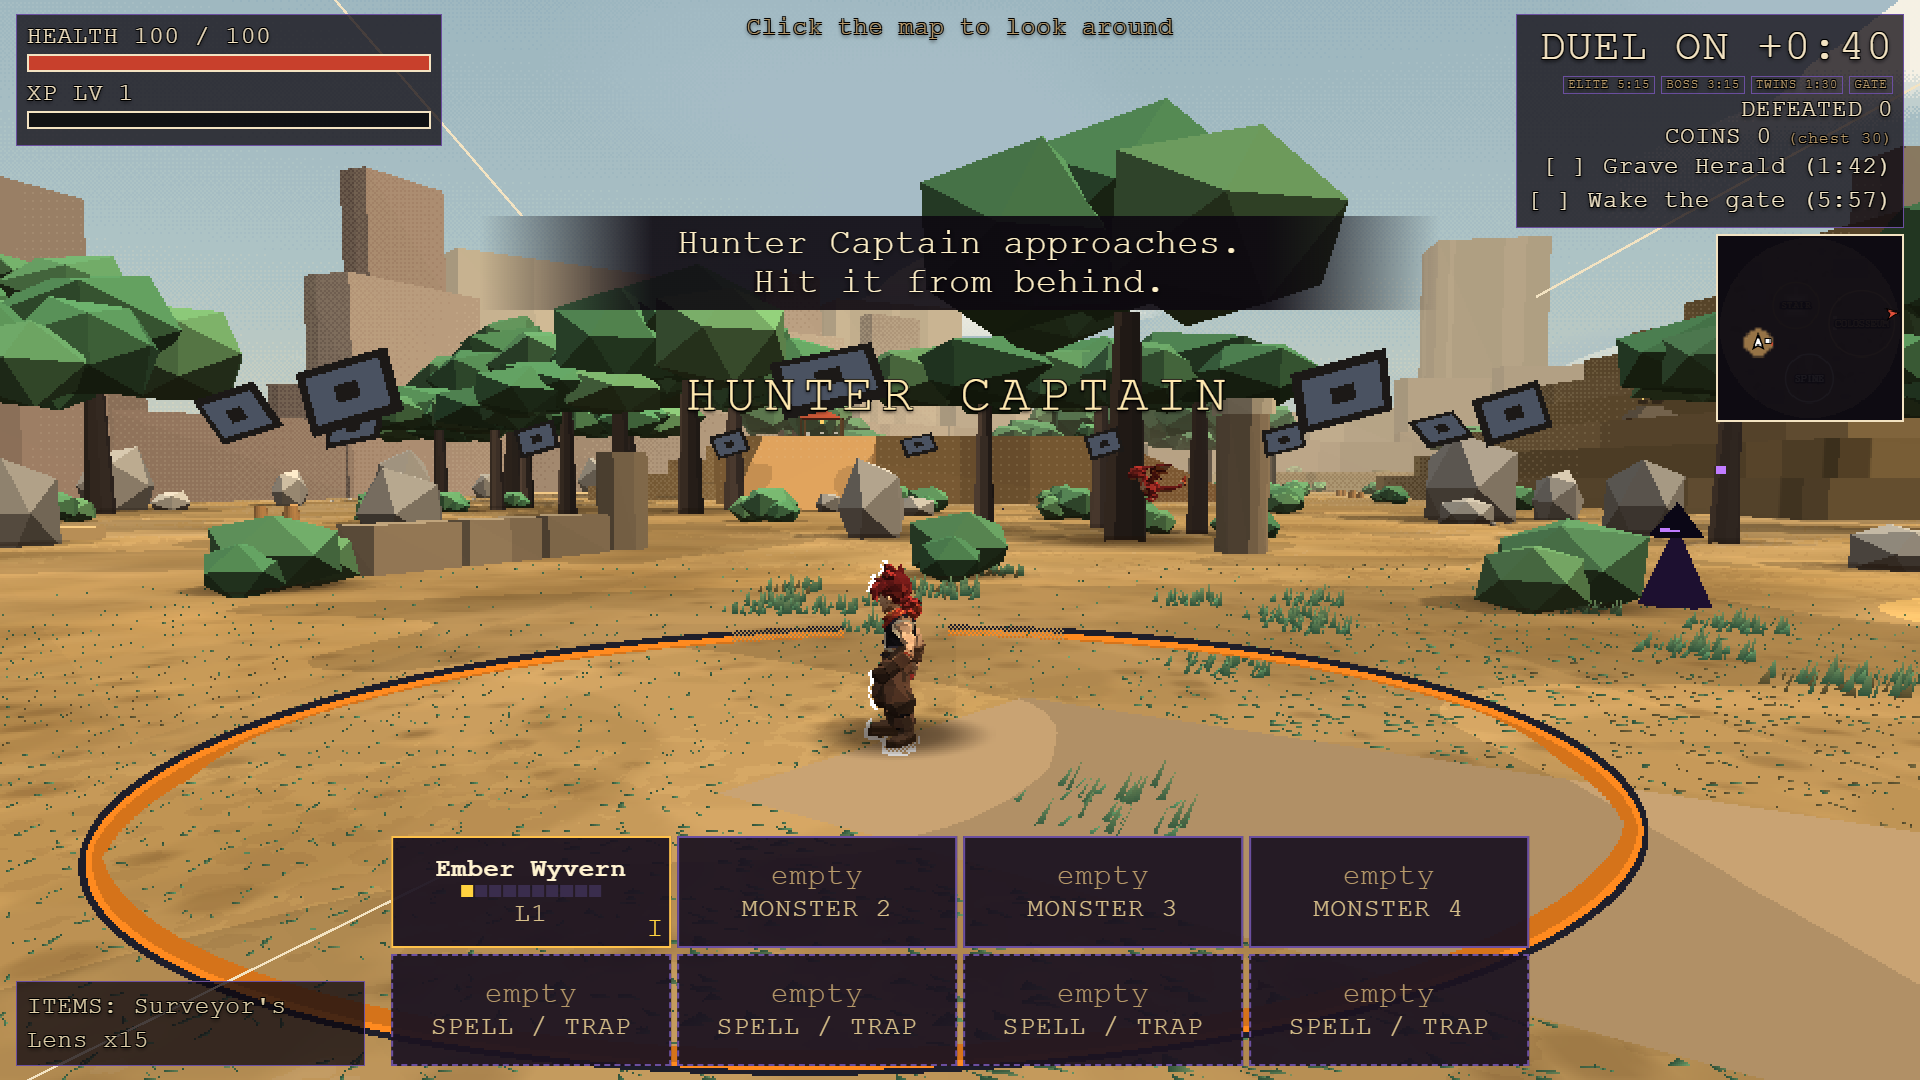 HEALTH 100 / 100
XP LV 1
Click the map to look around
DUEL ON +0:40
ELITE 5:15 BOSS 3:15 TWINS 1:30 GATE
DEFEATED 0
COINS 0 (chest 30)
[ ] Grave Herald (1:42)
[ ] Wake the gate (5:57)
Hunter Captain approaches.
Hit it from behind.
HUNTER CAPTAIN
Ember Wyvern
L1
I
empty
MONSTER 2
empty
MONSTER 3
empty
MONSTER 4
ITEMS: Surveyor's
Lens x15
empty
SPELL / TRAP
empty
SPELL / TRAP
empty
SPELL / TRAP
empty
SPELL / TRAP